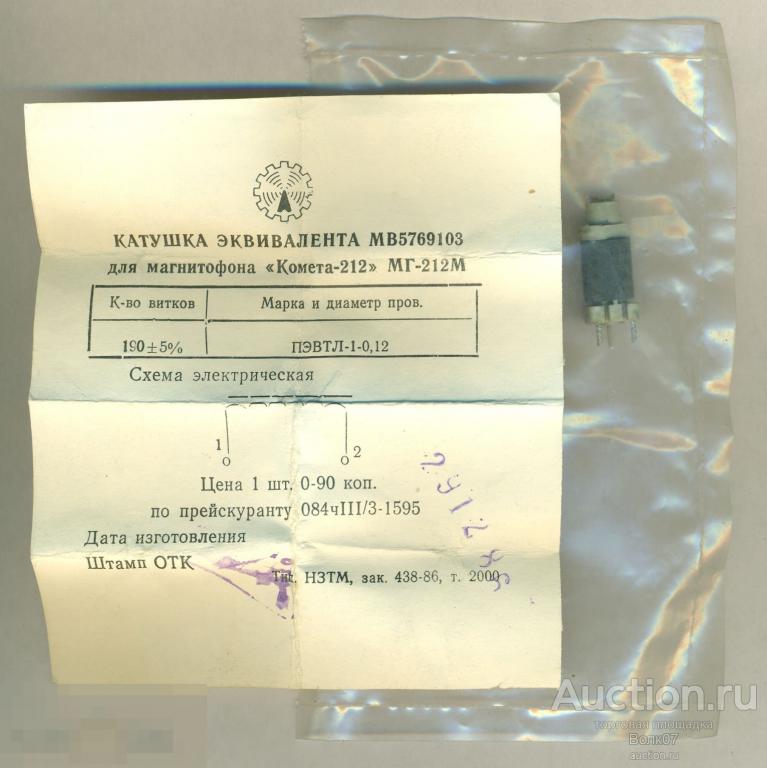 КАТУШКА ЭКВИВАЛЕНТА МВ5769103
для магнитофона «Комета-212» МГ-212М
К-во витков Марка и диаметр пров.
190±5% ПЭВТЛ-1-0,12
Схема электрическая
1 2
Цена 1 шт. 0-90 коп.
по прейскуранту 084чIII/3-1595
Дата изготовления
Штамп ОТК
Тип. НЗТМ, зак. 438-86, т. 2000
Auction.ru
торговая площадка
Волк07
auction.ru